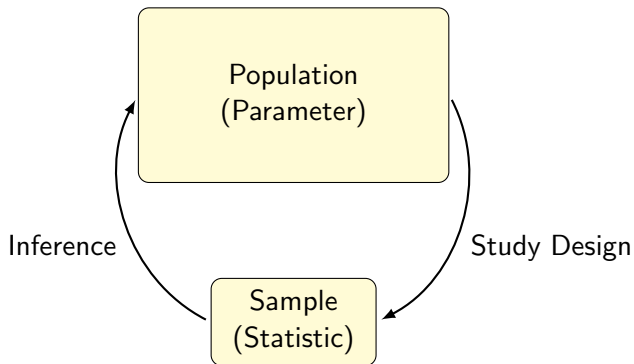 Population
(Parameter)
Inference
Study Design
Sample
(Statistic)